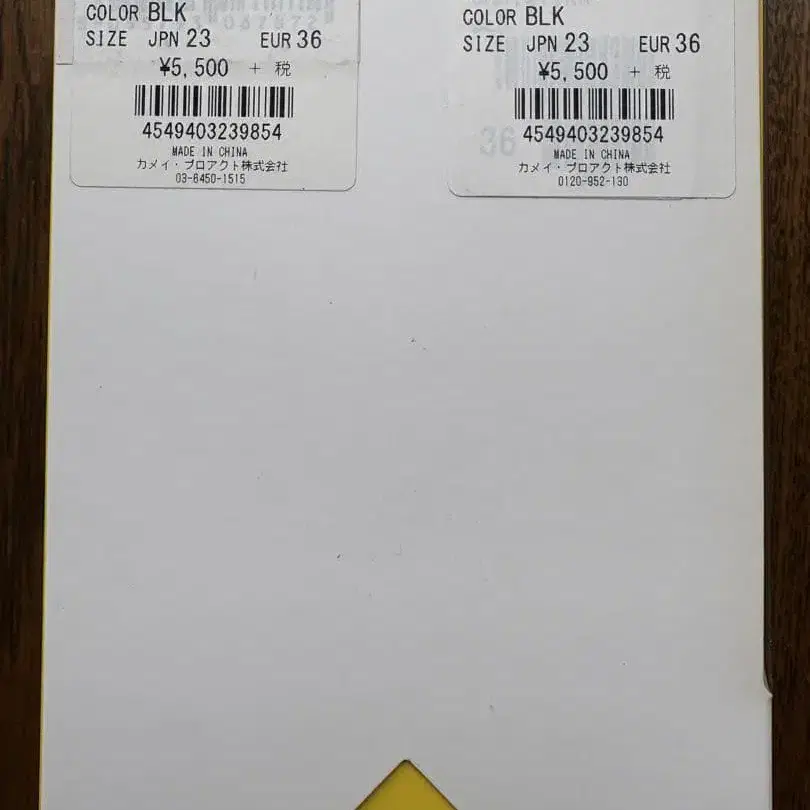 COLOR BLK
SIZE JPN 23 EUR 36
¥5,500 + 税
4549403239854
MADE IN CHINA
カメイ・プロアクト株式会社
03-6450-1515
COLOR BLK
SIZE JPN 23 EUR 36
¥5,500 + 税
36
4549403239854
MADE IN CHINA
カメイ・プロアクト株式会社
0120-952-130